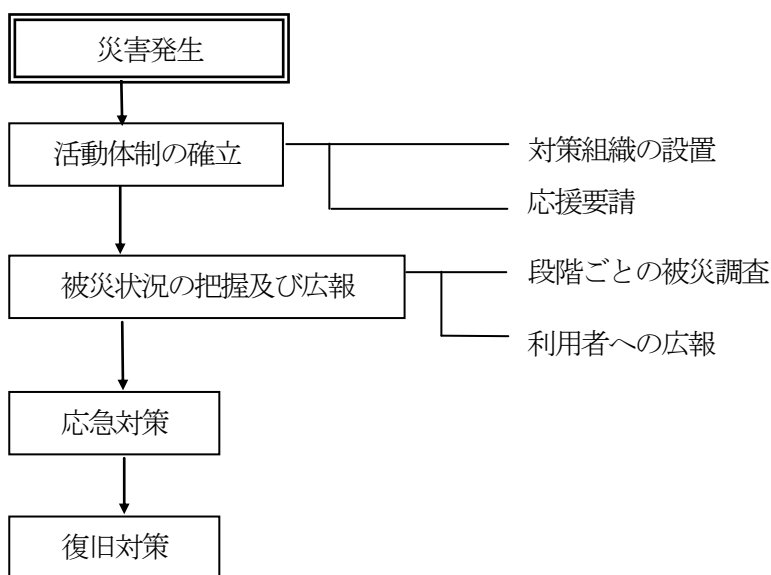 災害発生
活動体制の確立
対策組織の設置
応援要請
被災状況の把握及び広報
段階ごとの被災調査
利用者への広報
応急対策
復旧対策